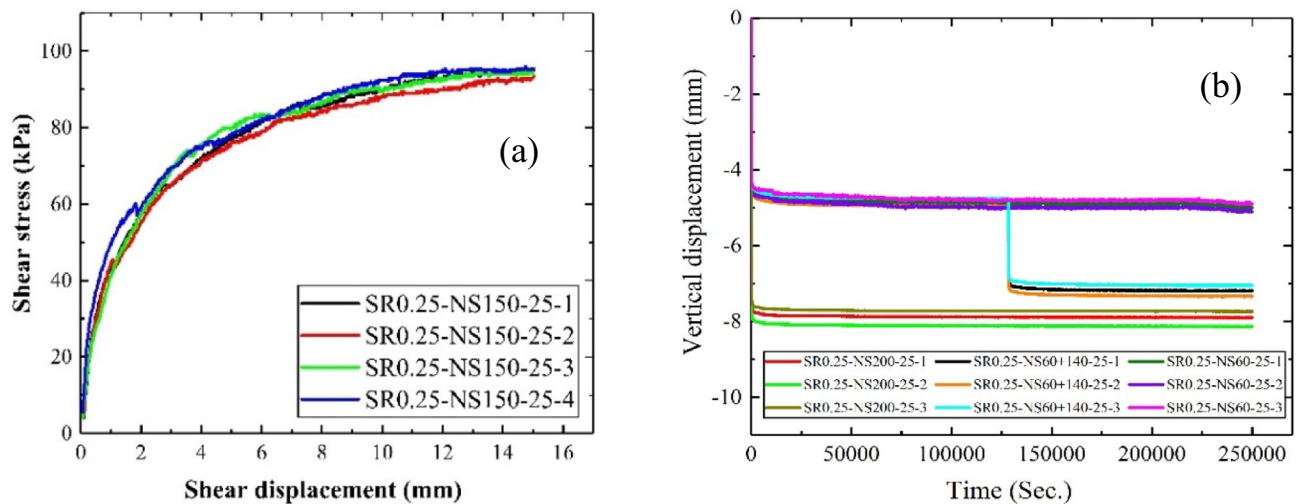 (a)
Shear stress (kPa)
100
80
60
40
20
0
SR0.25-NS150-25-1
SR0.25-NS150-25-2
SR0.25-NS150-25-3
SR0.25-NS150-25-4
0 2 4 6 8 10 12 14 16
Shear displacement (mm)
(b)
Vertical displacement (mm)
0
-2
-4
-6
-8
-10
SR0.25-NS200-25-1 SR0.25-NS60+140-25-1 SR0.25-NS60-25-1
SR0.25-NS200-25-2 SR0.25-NS60+140-25-2 SR0.25-NS60-25-2
SR0.25-NS200-25-3 SR0.25-NS60+140-25-3 SR0.25-NS60-25-3
0 50000 100000 150000 200000 250000
Time (Sec.)